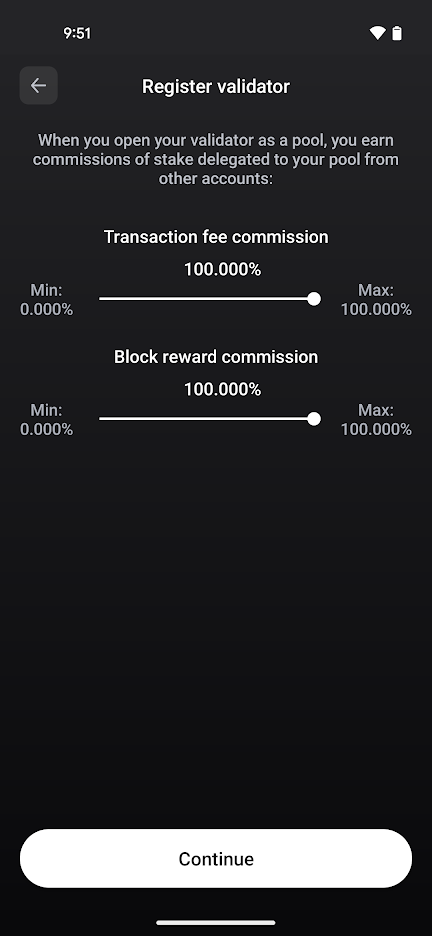 9:51
Register validator
When you open your validator as a pool, you earn
commissions of stake delegated to your pool from
other accounts:
Transaction fee commission
100.000%
Min:
0.000%
Max:
100.000%
Block reward commission
100.000%
Min:
0.000%
Max:
100.000%
Continue